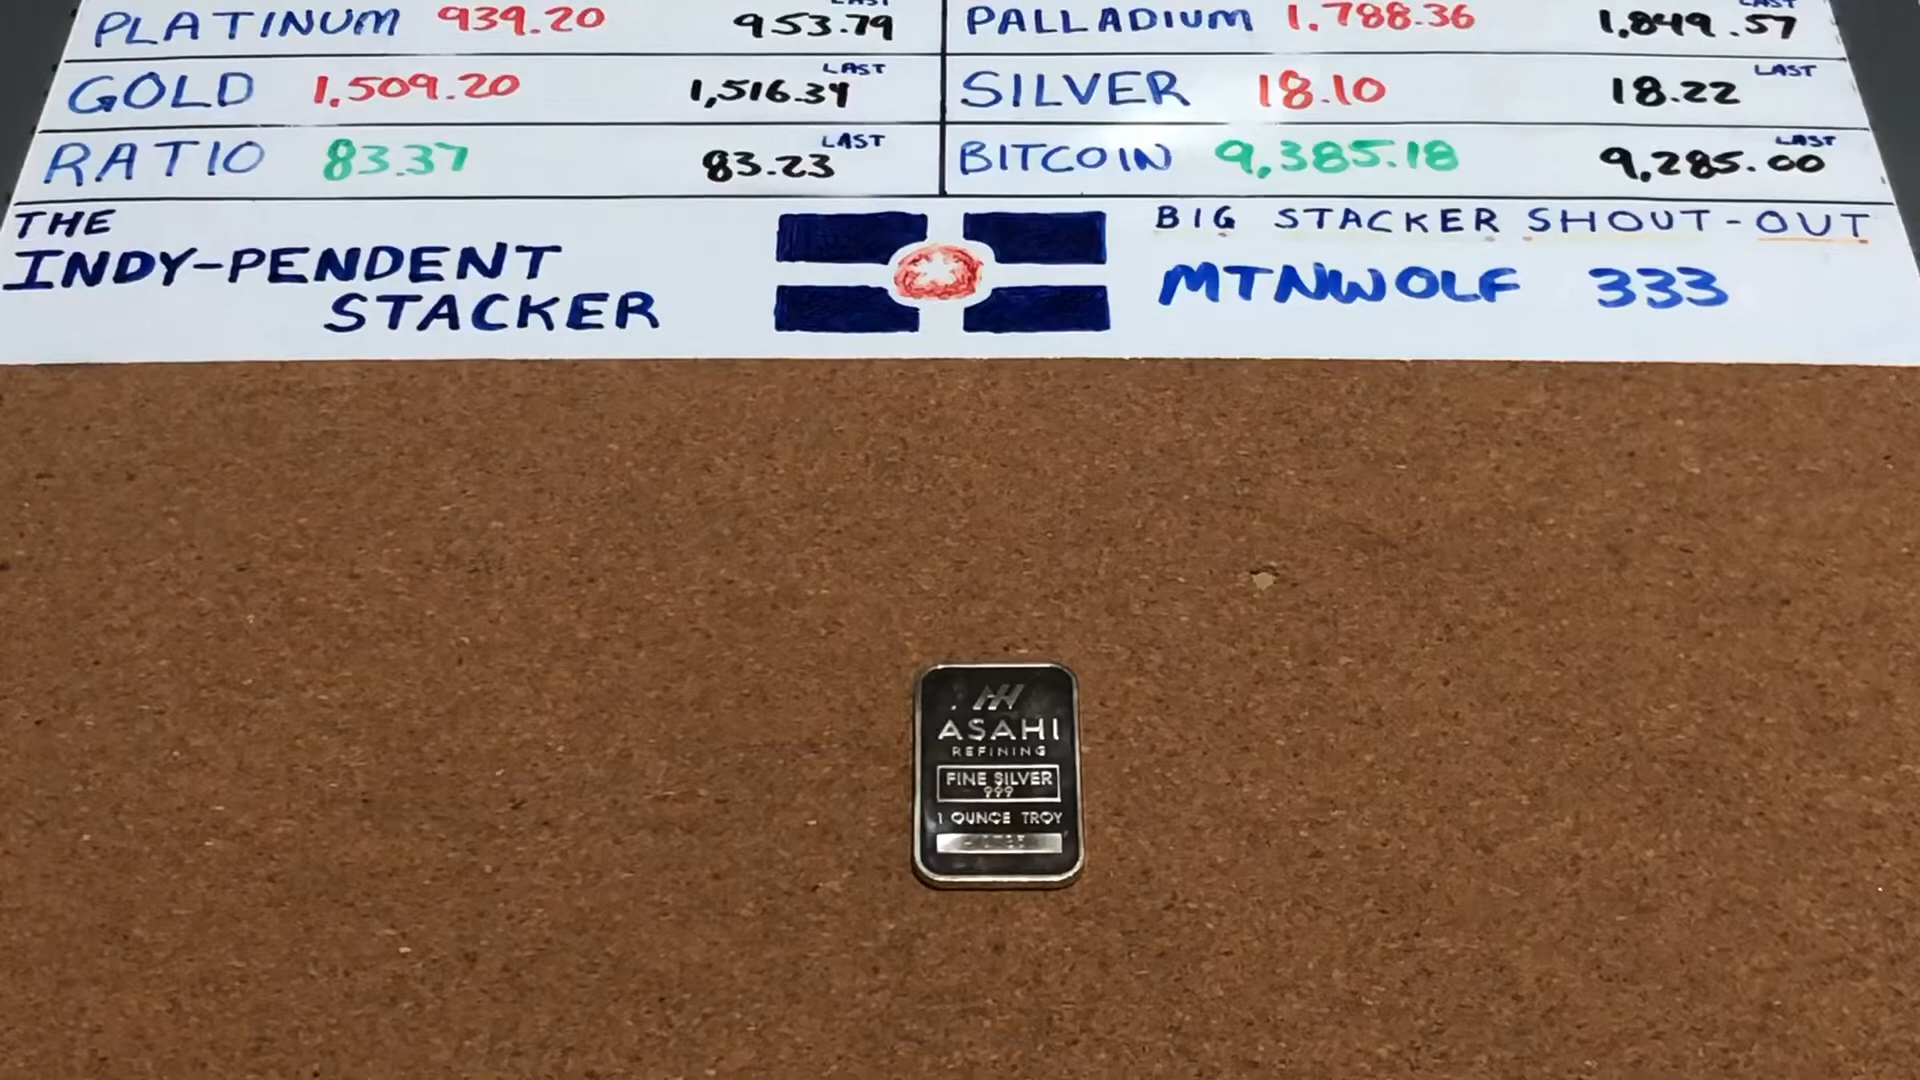 LAST LAST
PLATINUM 939.20 953.79 PALLADIUM 1,788.36 1,849.57
GOLD 1,509.20 LAST 1,516.34 SILVER 18.10 LAST 18.22
RATIO 83.37 LAST 83.23 BITCOIN 9,385.18 LAST 9,285.00
THE
INDY-PENDENT
STACKER
BIG STACKER SHOUT-OUT
MTNWOLF 333
ASAHI
REFINING
FINE SILVER
999
1 OUNCE TROY